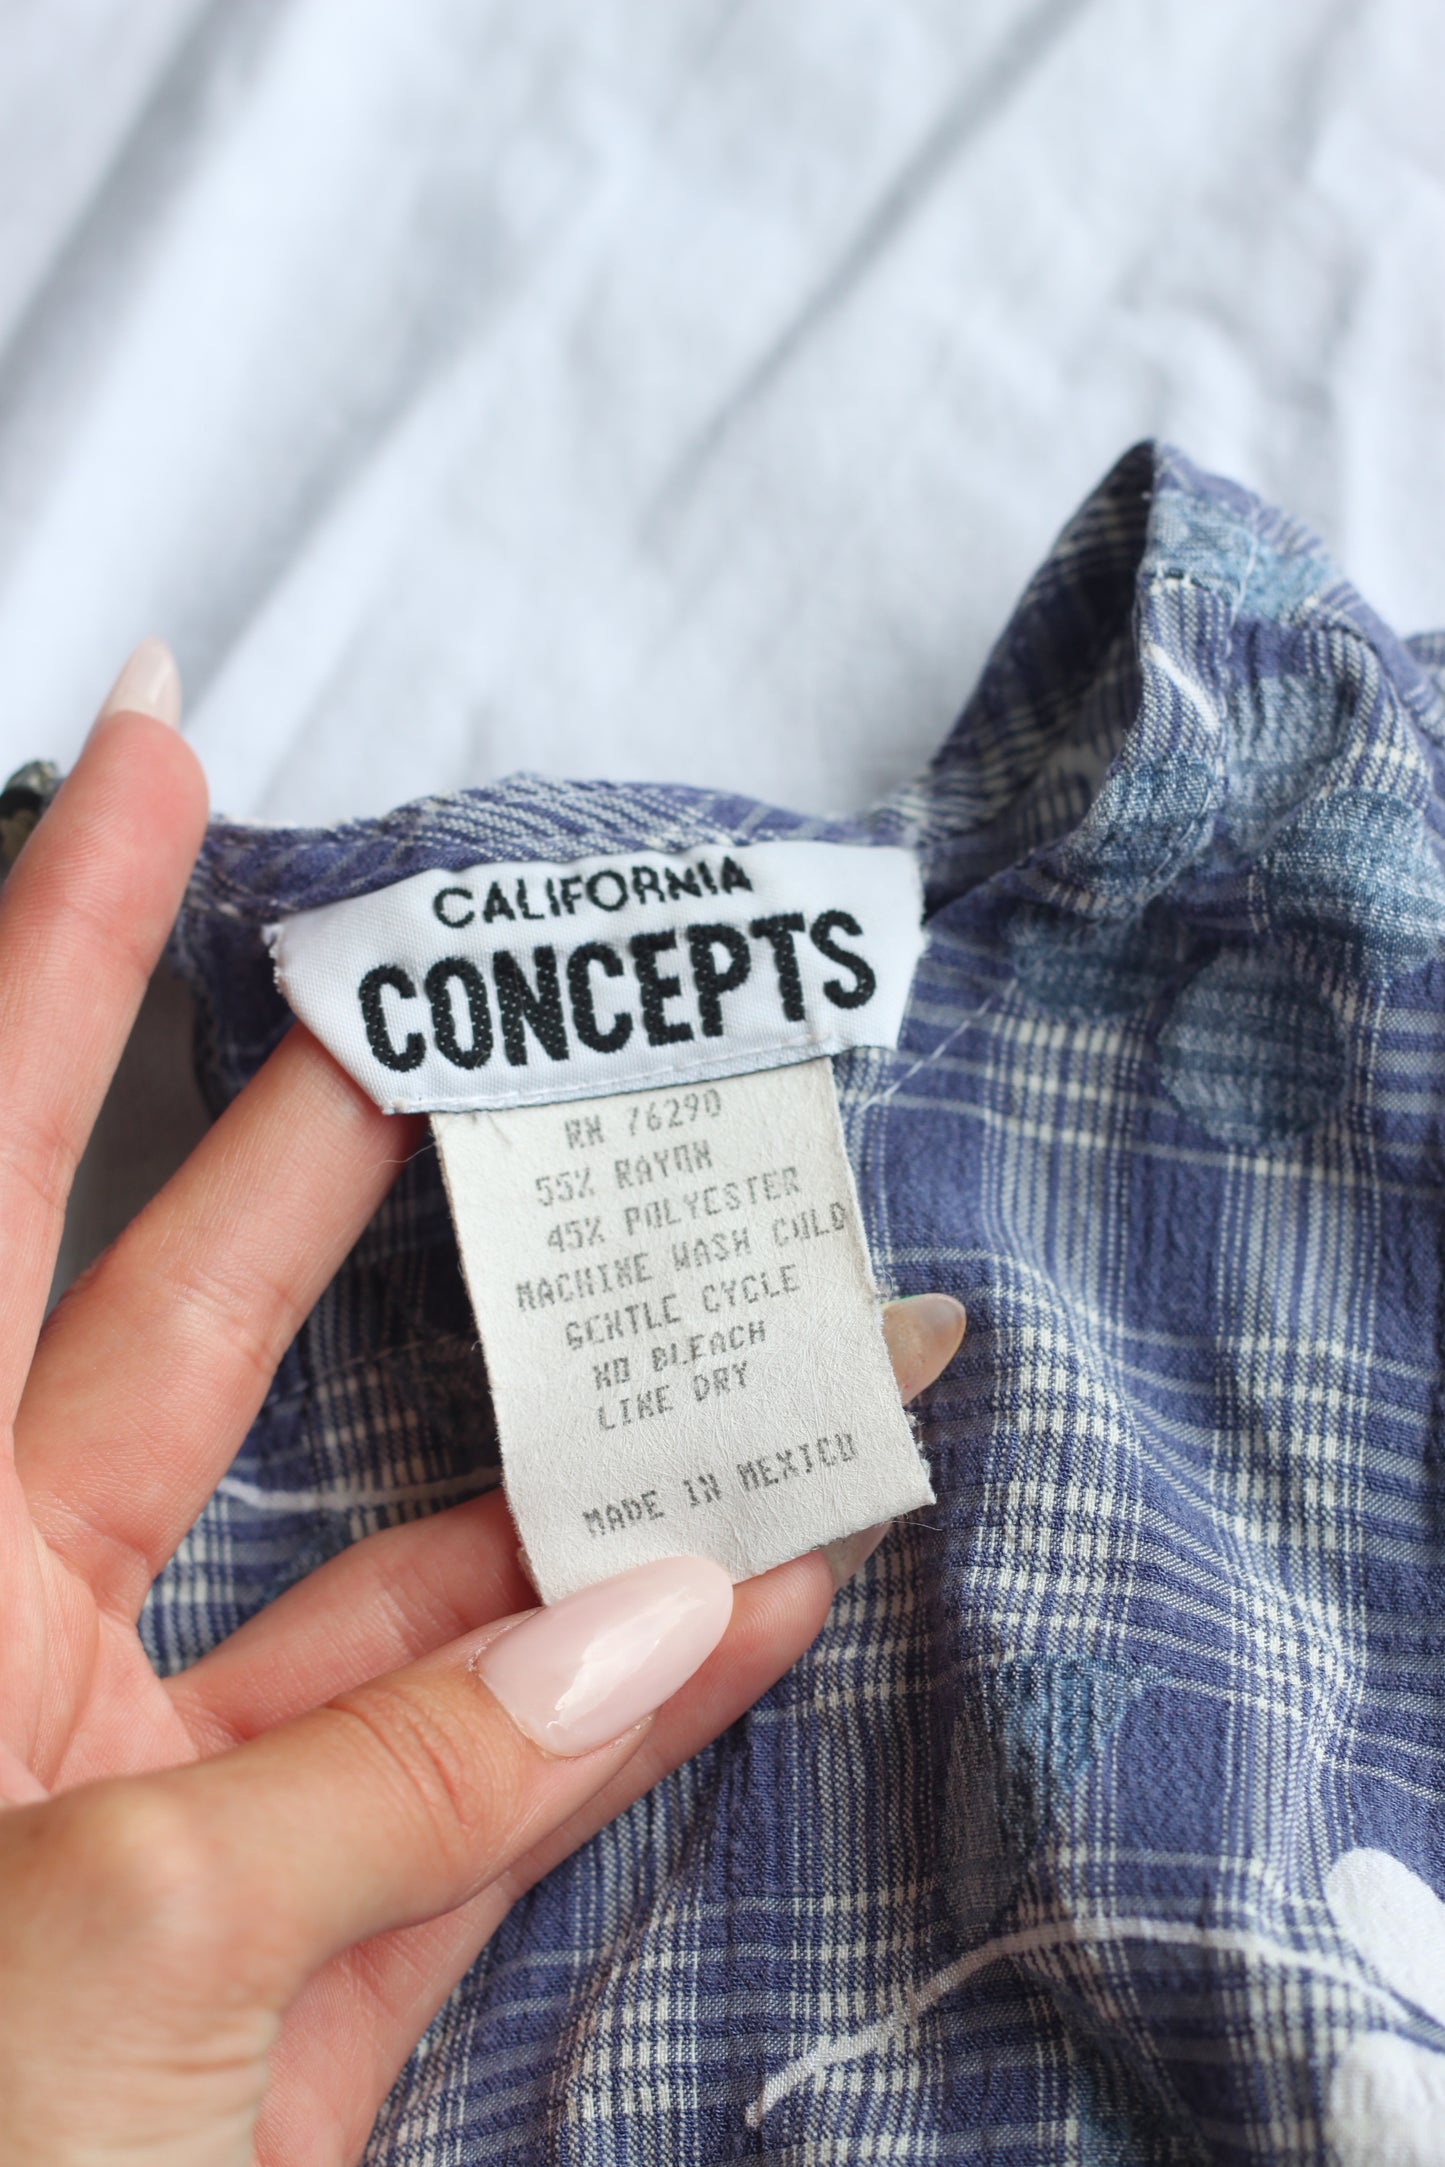 CALIFORNIA
CONCEPTS
RN 76290
55% RAYON
45% POLYESTER
MACHINE WASH COLD
GENTLE CYCLE
NO BLEACH
LINE DRY
MADE IN MEXICO